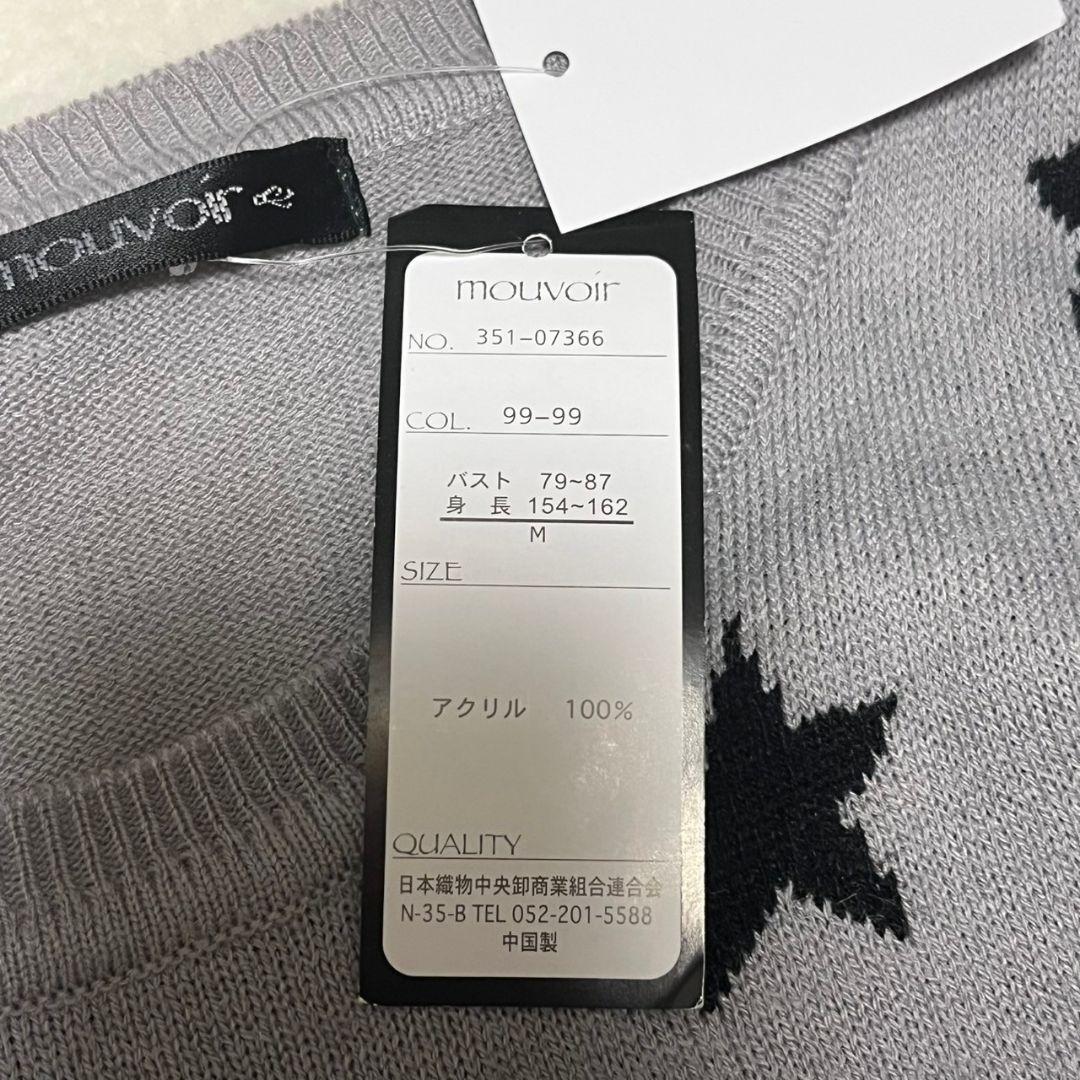 mouvoir
mouvoir
NO. 351-07366
COL. 99-99
バスト 79~87
身 長 154~162
M
SIZE
アクリル 100%
QUALITY
日本織物中央卸商業組合連合会
N-35-B TEL 052-201-5588
中国製